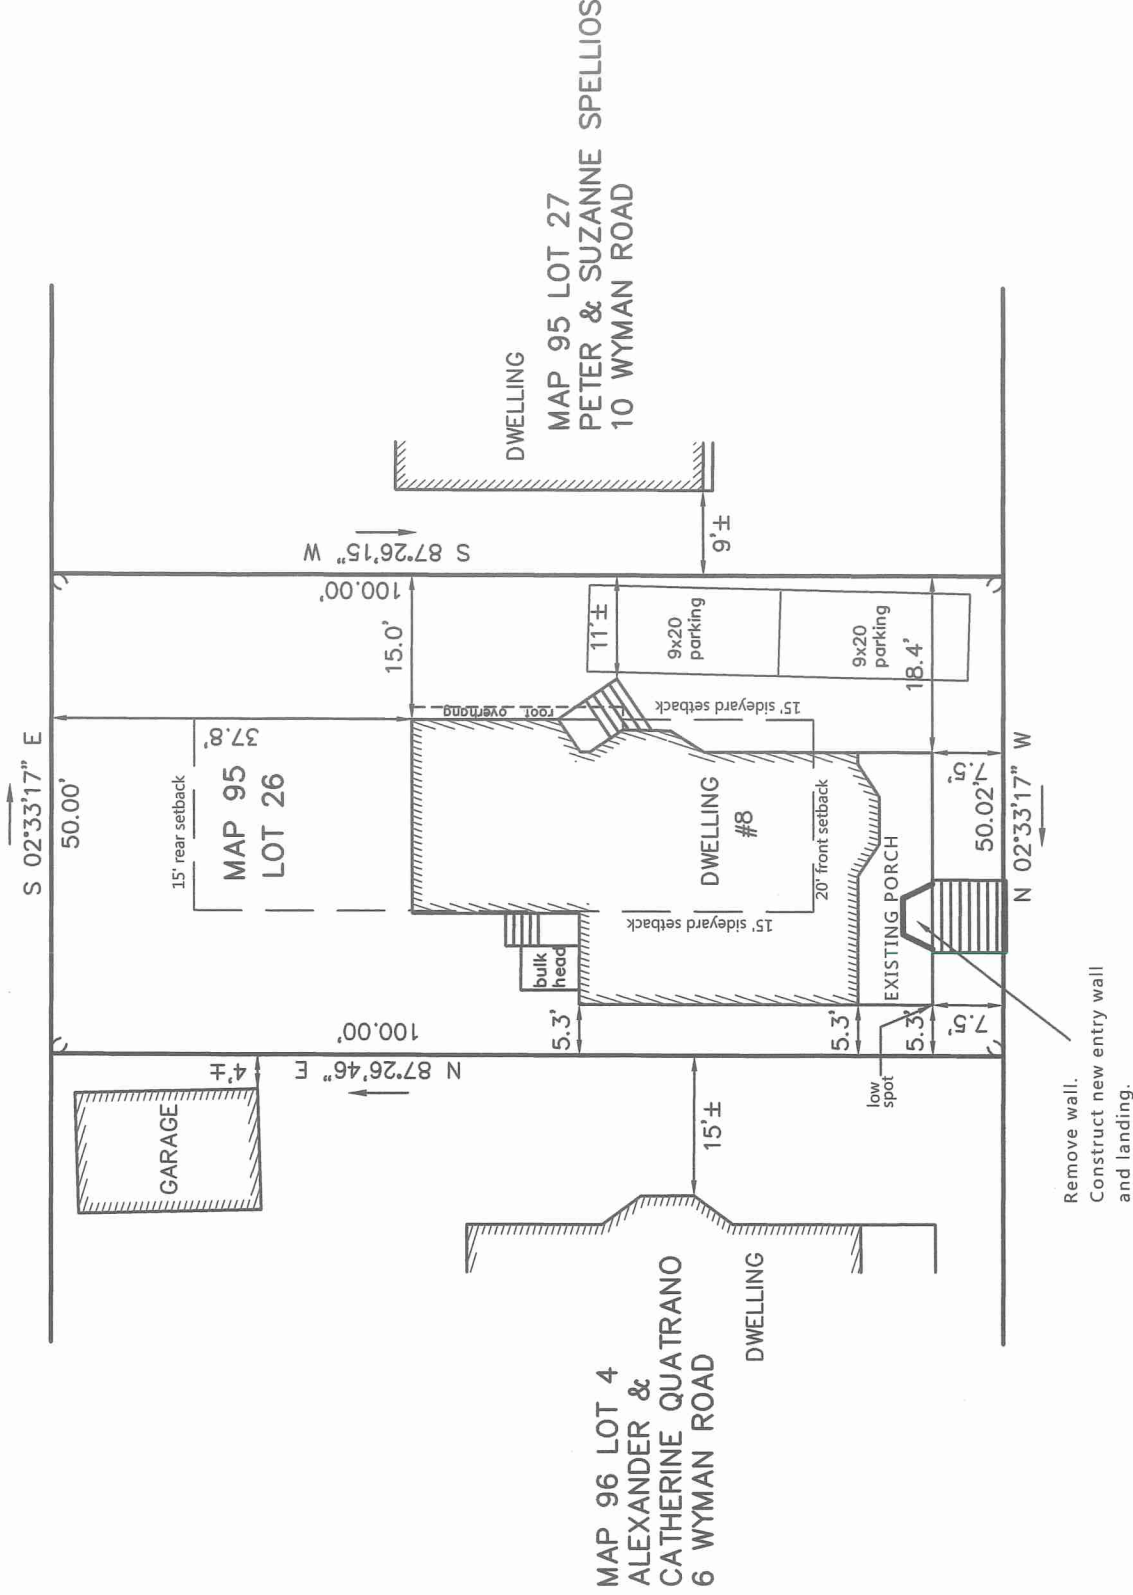 S 02°33'17" E
50.00'
15' rear setback
MAP 95
LOT 26
37.8'
GARAGE
4'±
N 87°26'46" E
100.00'
100.00'
S 87°26'15" W
15.0'
bulk
head
roof overhang
11'±
9x20
parking
9x20
parking
18.4'
9'±
DWELLING
MAP 95 LOT 27
PETER & SUZANNE SPELLIOS
10 WYMAN ROAD
15' sideyard setback
15' sideyard setback
DWELLING
#8
20' front setback
5.3'
5.3'
5.3'
EXISTING PORCH
7.5'
7.5'
50.02'
N 02°33'17" W
low
spot
15'±
MAP 96 LOT 4
ALEXANDER &
CATHERINE QUATRANO
6 WYMAN ROAD
DWELLING
Remove wall.
Construct new entry wall
and landing.